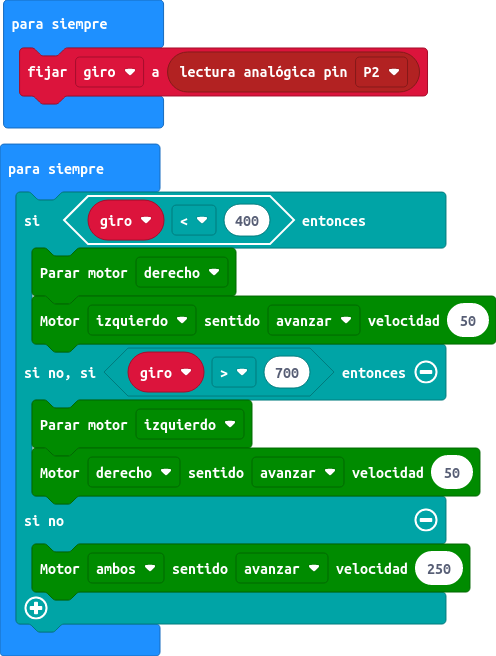 para siempre
fijar giro a lectura analógica pin P2
para siempre
si giro < 400 entonces
Parar motor derecho
Motor izquierdo sentido avanzar velocidad 50
si no, si giro > 700 entonces
Parar motor izquierdo
Motor derecho sentido avanzar velocidad 50
si no
Motor ambos sentido avanzar velocidad 250